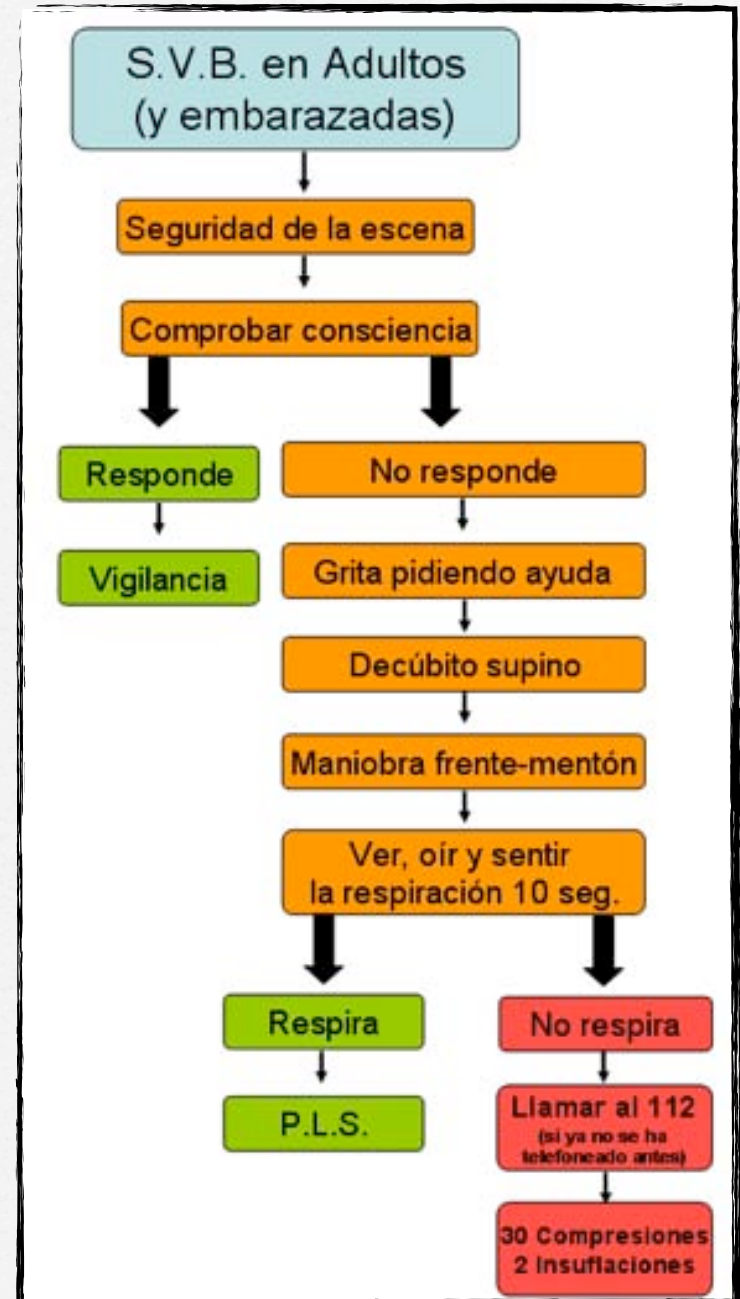 S.V.B. en Adultos
(y embarazadas)
Seguridad de la escena
Comprobar consciencia
Responde
Vigilancia
No responde
Grita pidiendo ayuda
Decúbito supino
Maniobra frente-mentón
Ver, oír y sentir
la respiración 10 seg.
Respira
P.L.S.
No respira
Llamar al 112
(si ya no se ha
telefoneado antes)
30 Compresiones
2 Insuflaciones